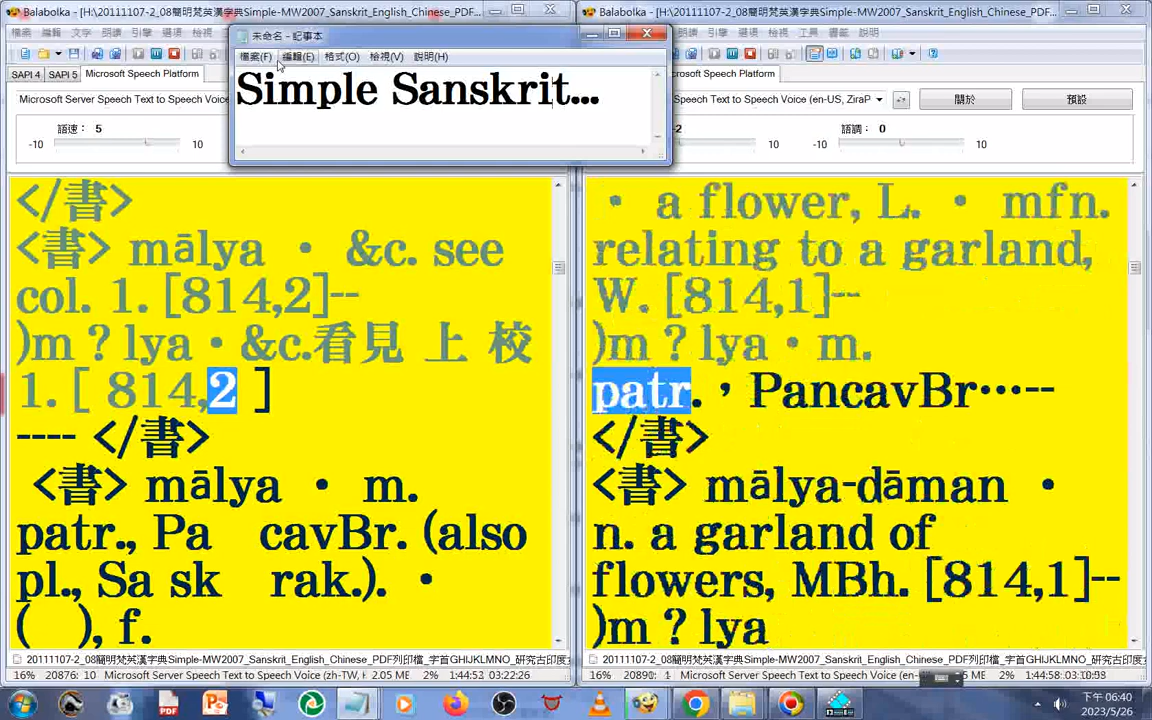 Balabolka - [H:\20111107-2_08簡明梵英漢字典Simple-MW2007_Sanskrit_English_Chinese_PDF...
Balabolka - [H:\20111107-2_08簡明梵英漢字典Simple-MW2007_Sanskrit_English_Chinese_PDF...
未命名 - 記事本
檔案(F) 編輯(E) 格式(O) 檢視(V) 說明(H)
Simple Sanskrit...
SAPI 4 SAPI 5 Microsoft Speech Platform
Speech Platform
Microsoft Server Speech Text to Speech Voice
Speech Text to Speech Voice (en-US, ZiraP
關於 預設
語速： 5
-10 10
-2
10
語調： 0
-10 10
</書>
<書> mālya • &c. see
col. 1. [814,2]--
)m ? lya • &c.看見 上 校
1. [ 814,2 ]
---- </書>
<書> mālya • m.
patr., Pa cavBr. (also
pl., Sa sk rak.). •
( ), f.
• a flower, L. • mfn.
relating to a garland,
W. [814,1]--
)m ? lya • m.
patr.，PancavBr…--
</書>
<書> mālya-dāman •
n. a garland of
flowers, MBh. [814,1]--
)m ? lya
20111107-2_08簡明梵英漢字典Simple-MW2007_Sanskrit_English_Chinese_PDF列印檔_字首GHIJKLMNO_研究古印度
20111107-2_08簡明梵英漢字典Simple-MW2007_Sanskrit_English_Chinese_PDF列印檔_字首GHIJKLMNO_研究古印度
16% 20876: 10 Microsoft Server Speech Text to Speech Voice (zh-TW, 2.05 ME 2% 1:44:52 03:22:26
16% Microsoft Server Speech Text to Speech Voice 2% 1:44:58
下午 06:40
2023/5/26